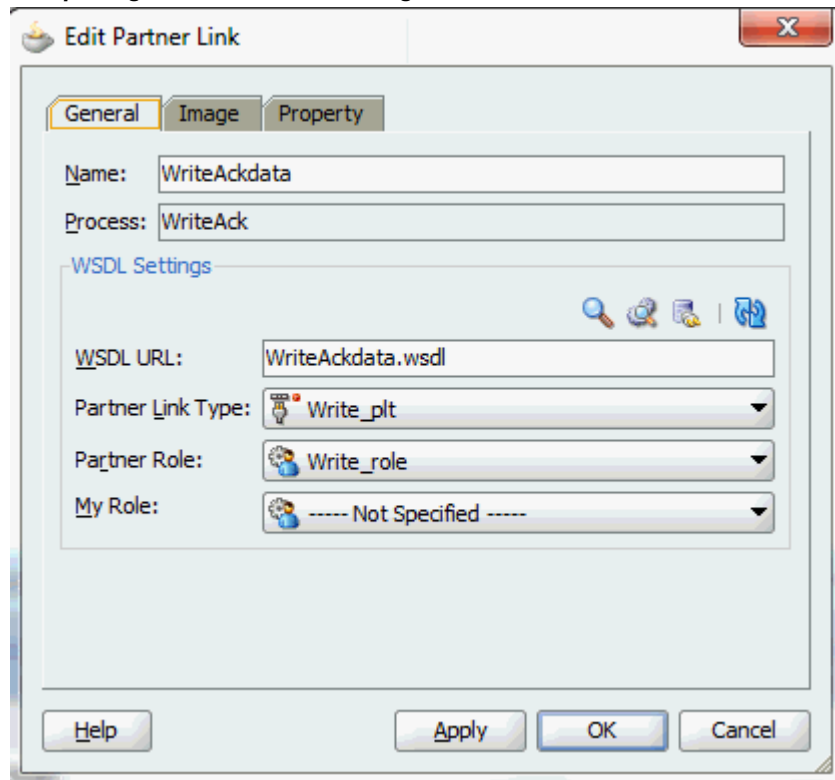 Edit Partner Link
General Image Property
Name: WriteAckdata
Process: WriteAck
WSDL Settings
WSDL URL: WriteAckdata.wsdl
Partner Link Type: Write_plt
Partner Role: Write_role
My Role: ----- Not Specified -----
Help Apply OK Cancel